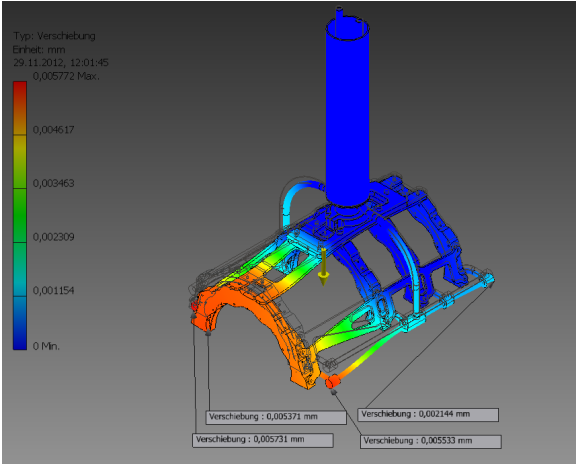 Typ: Verschiebung
Einheit: mm
29.11.2012, 12:01:45
0,005772 Max.
0,004617
0,003463
0,002309
0,001154
0 Min.
Verschiebung : 0,005371 mm
Verschiebung : 0,002144 mm
Verschiebung : 0,005731 mm
Verschiebung : 0,005533 mm